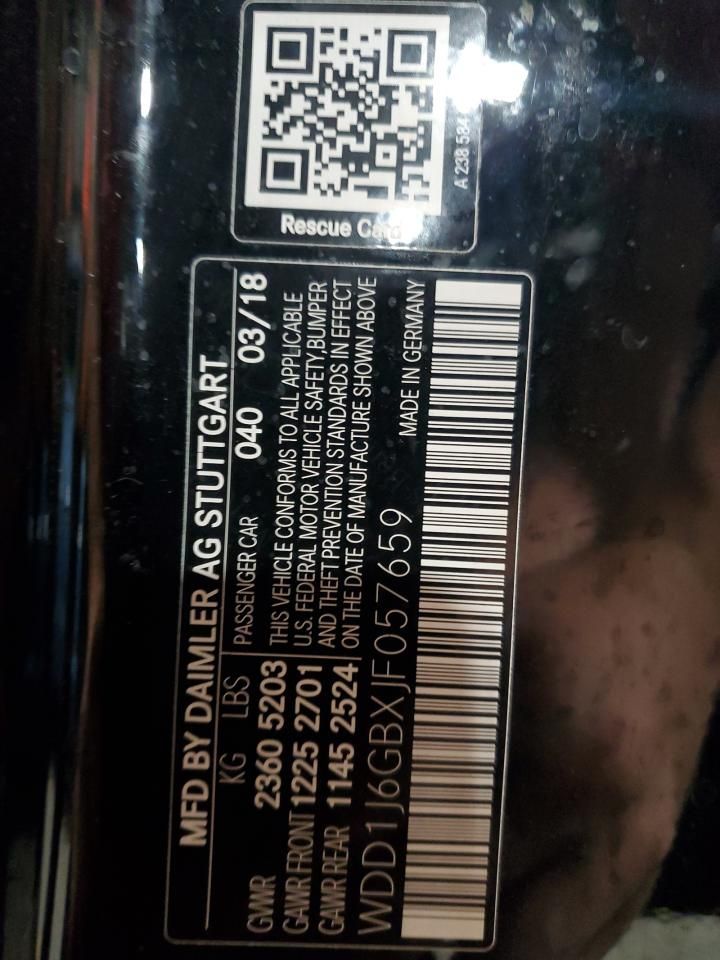 Rescue
A 238 584
MFD BY DAIMLER AG STUTTGART
KG LBS
GWWR 2360 5203
GAWR FRONT 1225 2701
GAWR REAR 1145 2524
PASSENGER CAR 040 03/18
THIS VEHICLE CONFORMS TO ALL APPLICABLE
U.S. FEDERAL MOTOR VEHICLE SAFETY,BUMPER
AND THEFT PREVENTION STANDARDS IN EFFECT
ON THE DATE OF MANUFACTURE SHOWN ABOVE
WDD1J6GBXJF057659
MADE IN GERMANY